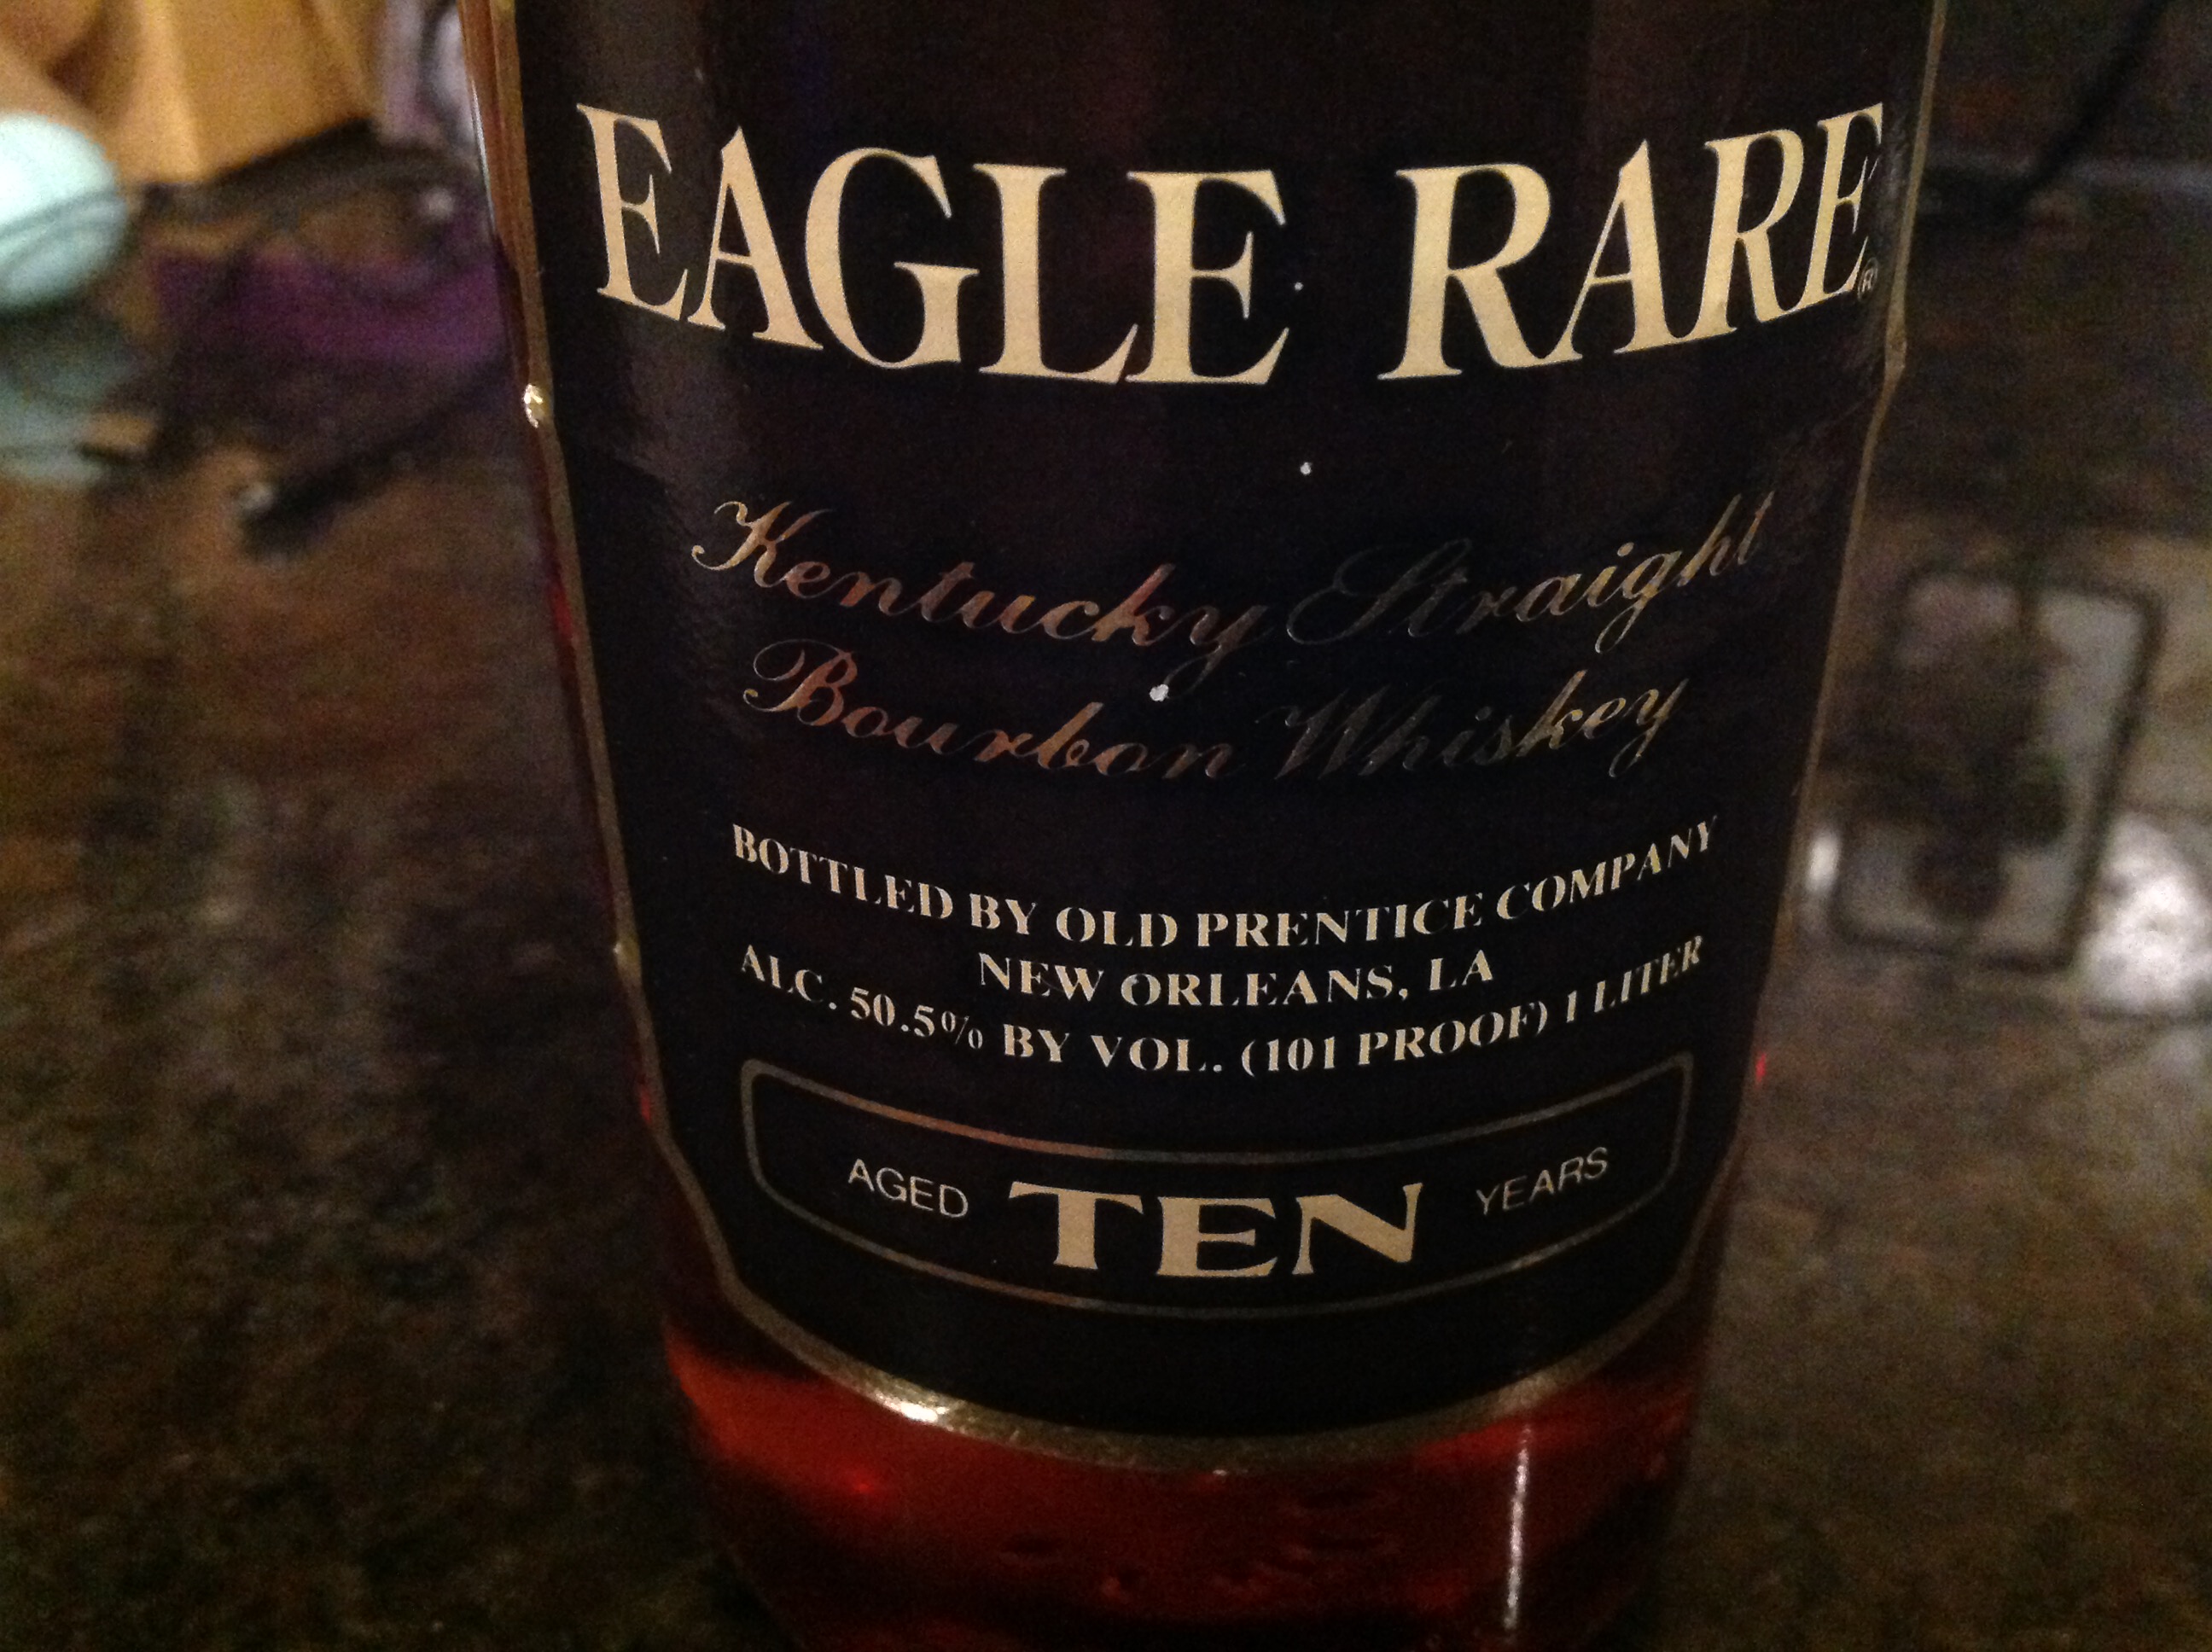 EAGLE RARE®
Kentucky Straight
Bourbon Whiskey
BOTTLED BY OLD PRENTICE COMPANY
NEW ORLEANS, LA
ALC. 50.5% BY VOL. (101 PROOF) 1 LITER
AGED TEN YEARS